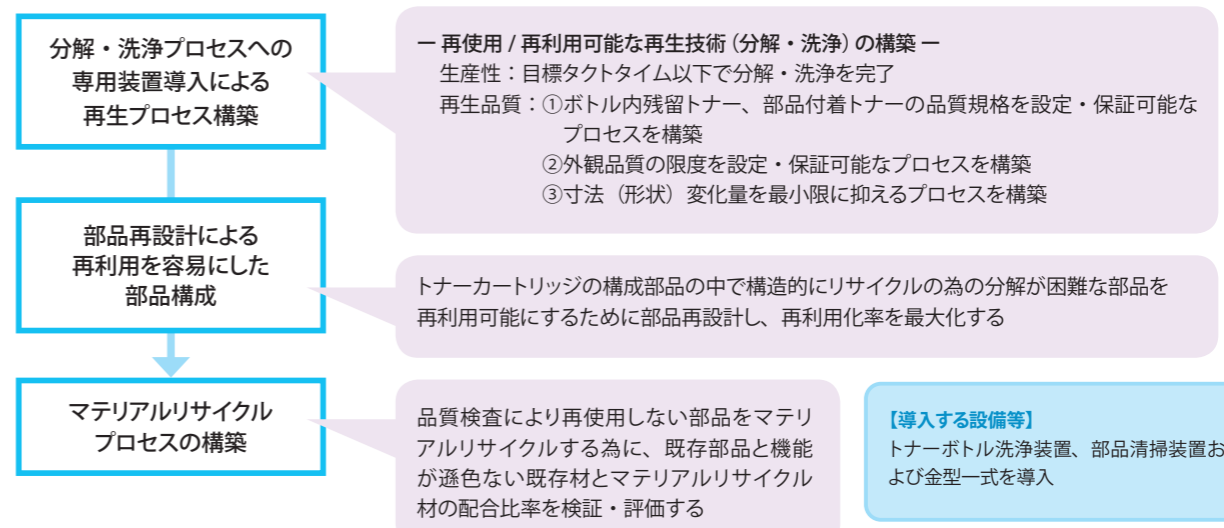 分解・洗浄プロセスへの
専用装置導入による
再生プロセス構築
ー 再使用 / 再利用可能な再生技術（分解・洗浄）の構築 ー
生産性：目標タクトタイム以下で分解・洗浄を完了
再生品質：①ボトル内残留トナー、部品付着トナーの品質規格を設定・保証可能な
プロセスを構築
②外観品質の限度を設定・保証可能なプロセスを構築
③寸法（形状）変化量を最小限に抑えるプロセスを構築
部品再設計による
再利用を容易にした
部品構成
トナーカートリッジの構成部品の中で構造的にリサイクルの為の分解が困難な部品を
再利用可能にするために部品再設計し、再利用化率を最大化する
マテリアルリサイクル
プロセスの構築
品質検査により再使用しない部品をマテリ
アルリサイクルする為に、既存部品と機能
が遜色ない既存材とマテリアルリサイクル
材の配合比率を検証・評価する
【導入する設備等】
トナーボトル洗浄装置、部品清掃装置お
よび金型一式を導入